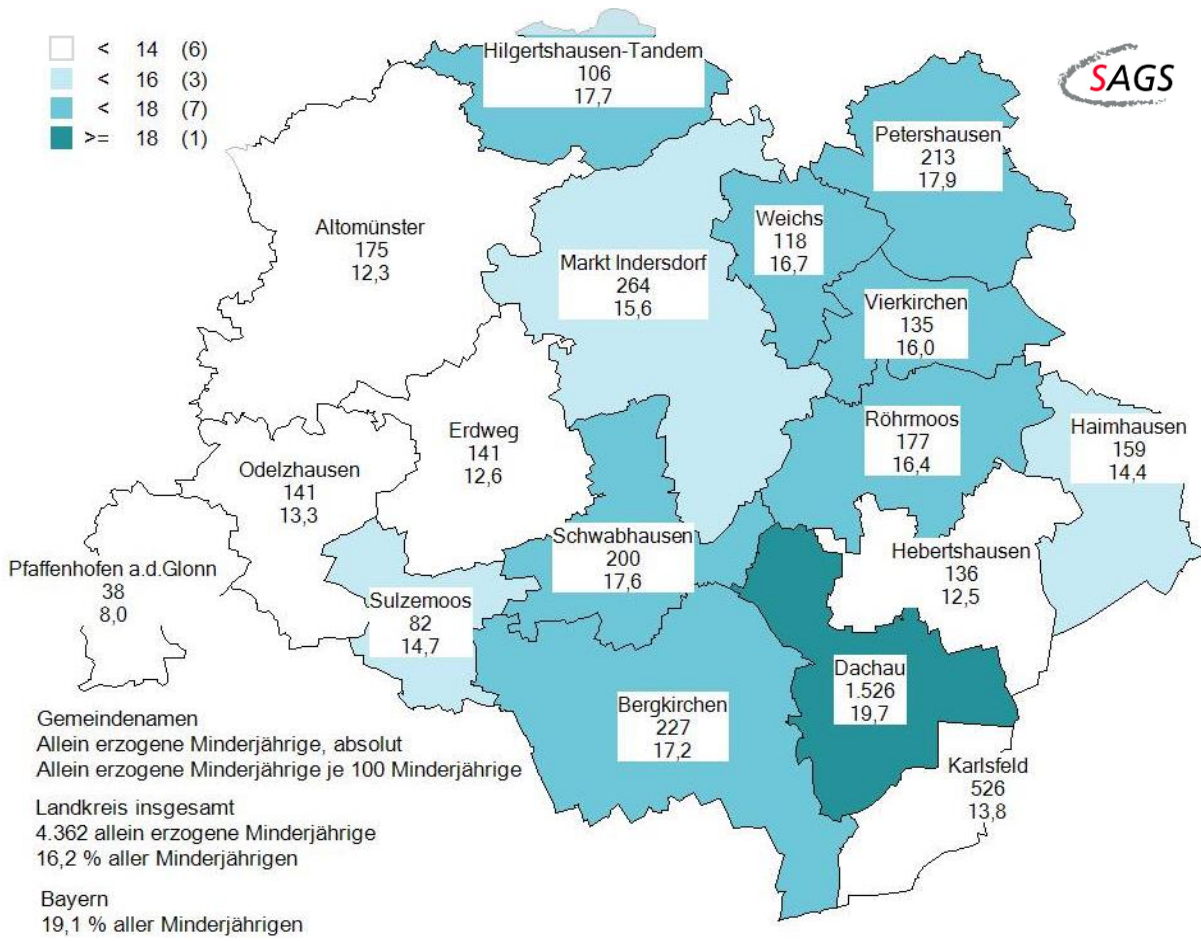 < 14 (6)
< 16 (3)
< 18 (7)
>= 18 (1)
SAGS
Hilgertshausen-Tandern
106
17,7
Petershausen
213
17,9
Altomünster
175
12,3
Weichs
118
16,7
Markt Indersdorf
264
15,6
Vierkirchen
135
16,0
Erdweg
141
12,6
Röhrmoos
177
16,4
Haimhausen
159
14,4
Odelzhausen
141
13,3
Schwabhausen
200
17,6
Hebertshausen
136
12,5
Pfaffenhofen a.d.Glonn
38
8,0
Sulzemoos
82
14,7
Dachau
1.526
19,7
Bergkirchen
227
17,2
Karlsfeld
526
13,8
Gemeindenamen
Allein erzogene Minderjährige, absolut
Allein erzogene Minderjährige je 100 Minderjährige
Landkreis insgesamt
4.362 allein erzogene Minderjährige
16,2 % aller Minderjährigen
Bayern
19,1 % aller Minderjährigen